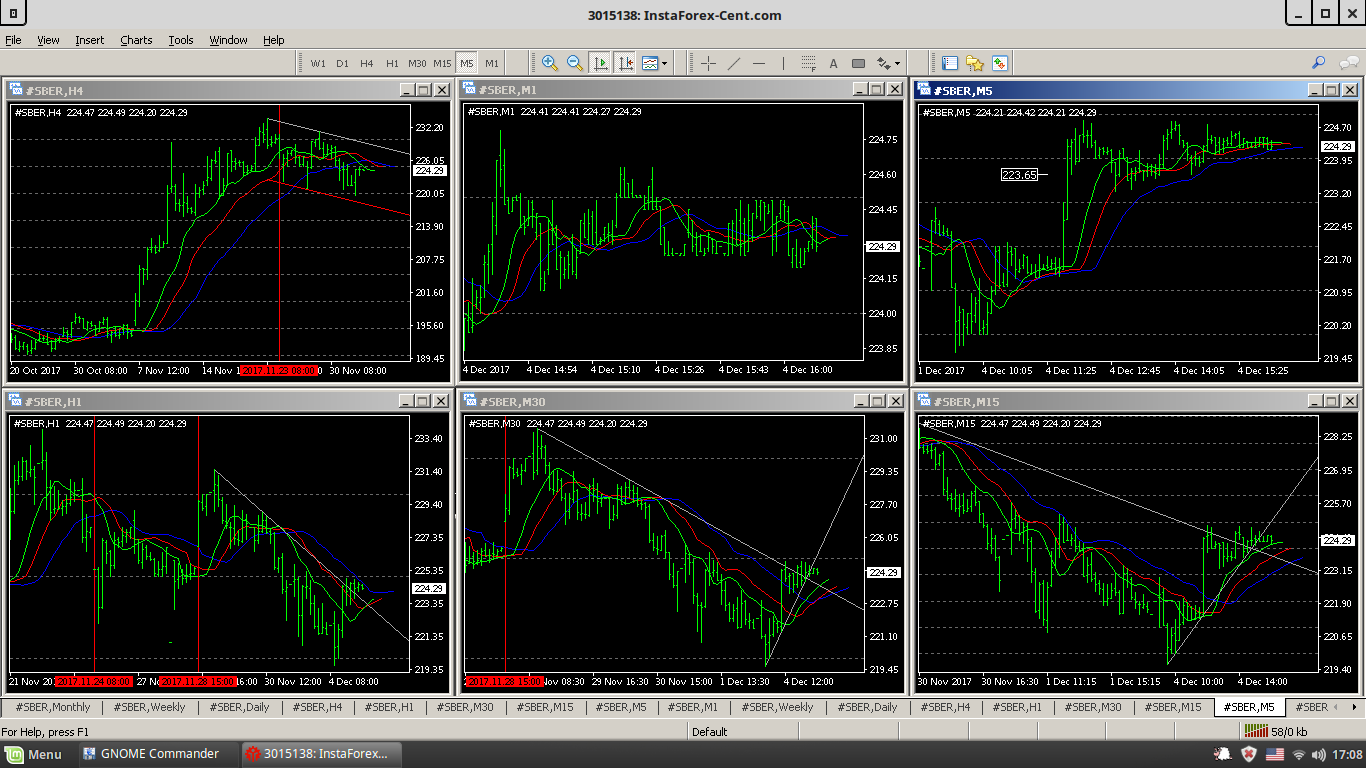 3015138: InstaForex-Cent.com
File View Insert Charts Tools Window Help
W1 D1 H4 H1 M30 M15 M5 M1
A
#SBER,H4
#SBER,H4 224.47 224.49 224.20 224.29
232.20
226.05
224.29
220.05
213.90
207.75
201.60
195.60
189.45
20 Oct 2017 30 Oct 08:00 7 Nov 12:00 14 Nov 1 2017.11.23 08:00 0 30 Nov 08:00
#SBER,M1
#SBER,M1 224.41 224.41 224.27 224.29
224.75
224.60
224.45
224.29
224.15
224.00
223.85
4 Dec 2017 4 Dec 14:54 4 Dec 15:10 4 Dec 15:26 4 Dec 15:43 4 Dec 16:00
#SBER,M5
#SBER,M5 224.21 224.42 224.21 224.29
223.65
224.70
224.29
223.20
222.45
221.70
220.95
220.20
219.45
1 Dec 2017 4 Dec 10:05 4 Dec 11:25 4 Dec 12:45 4 Dec 14:05 4 Dec 15:25
#SBER,H1
#SBER,H1 224.47 224.49 224.20 224.29
233.40
231.40
229.40
227.35
225.35
224.29
223.35
221.35
219.35
21 Nov 20 2017.11.24 08:00 27 N 2017.11.28 15:00 16:00 30 Nov 12:00 4 Dec 08:00
#SBER,M30
#SBER,M30 224.47 224.49 224.20 224.29
231.00
229.35
227.70
226.05
224.29
222.75
221.10
219.45
2017.11.28 15:00 Nov 08:30 29 Nov 16:30 30 Nov 15:00 1 Dec 13:30 4 Dec 12:00
#SBER,M15
#SBER,M15 224.47 224.49 224.20 224.29
228.25
226.95
225.70
224.29
223.15
221.90
220.65
219.40
30 Nov 2017 30 Nov 16:30 1 Dec 11:15 1 Dec 15:15 4 Dec 10:00 4 Dec 14:00
#SBER,Monthly #SBER,Weekly #SBER,Daily #SBER,H4 #SBER,H1 #SBER,M30 #SBER,M15 #SBER,M5 #SBER,M1 #SBER,Weekly #SBER,Daily #SBER,H4 #SBER,H1 #SBER,M30 #SBER,M15 #SBER,M5 #SBER
For Help, press F1 Default 58/0 kb
Menu GNOME Commander 3015138: InstaForex... 17:08